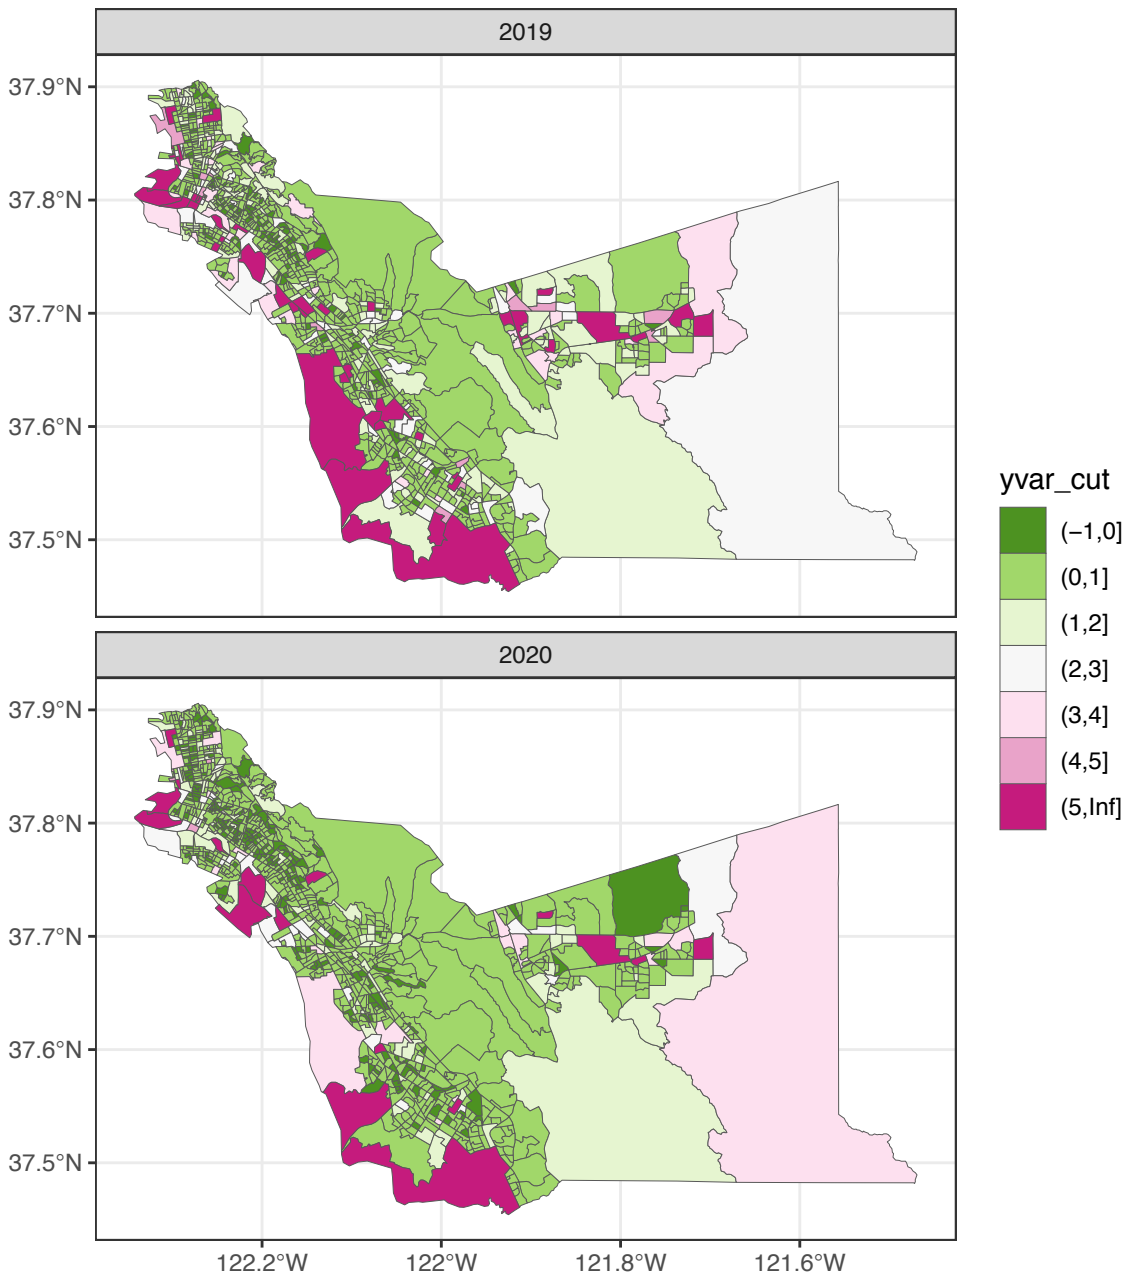 2019
37.9°N
37.8°N
37.7°N
37.6°N
37.5°N
2020
37.9°N
37.8°N
37.7°N
37.6°N
37.5°N
122.2°W 122°W 121.8°W 121.6°W
yvar_cut
(−1,0]
(0,1]
(1,2]
(2,3]
(3,4]
(4,5]
(5,Inf]